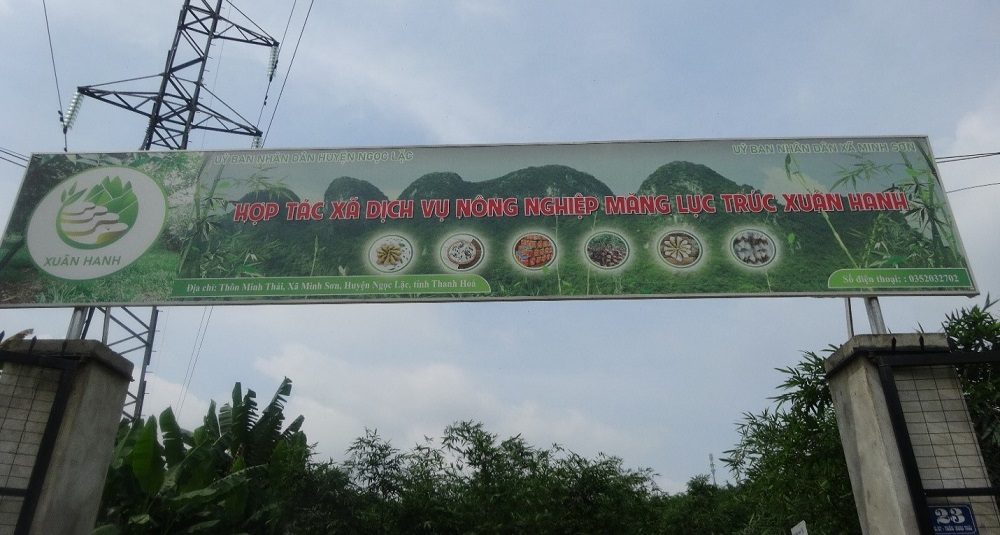 UỶ BAN NHÂN DÂN HUYỆN NGỌC LẶC
UỶ BAN NHÂN DÂN XÃ MINH SƠN
HỢP TÁC XÃ DỊCH VỤ NÔNG NGHIỆP MĂNG LỤC TRÚC XUÂN HANH
XUÂN HANH
Địa chỉ: Thôn Minh Thái, Xã Minh Sơn, Huyện Ngọc Lặc, tỉnh Thanh Hoá
Số điện thoại: : 0352032702
23